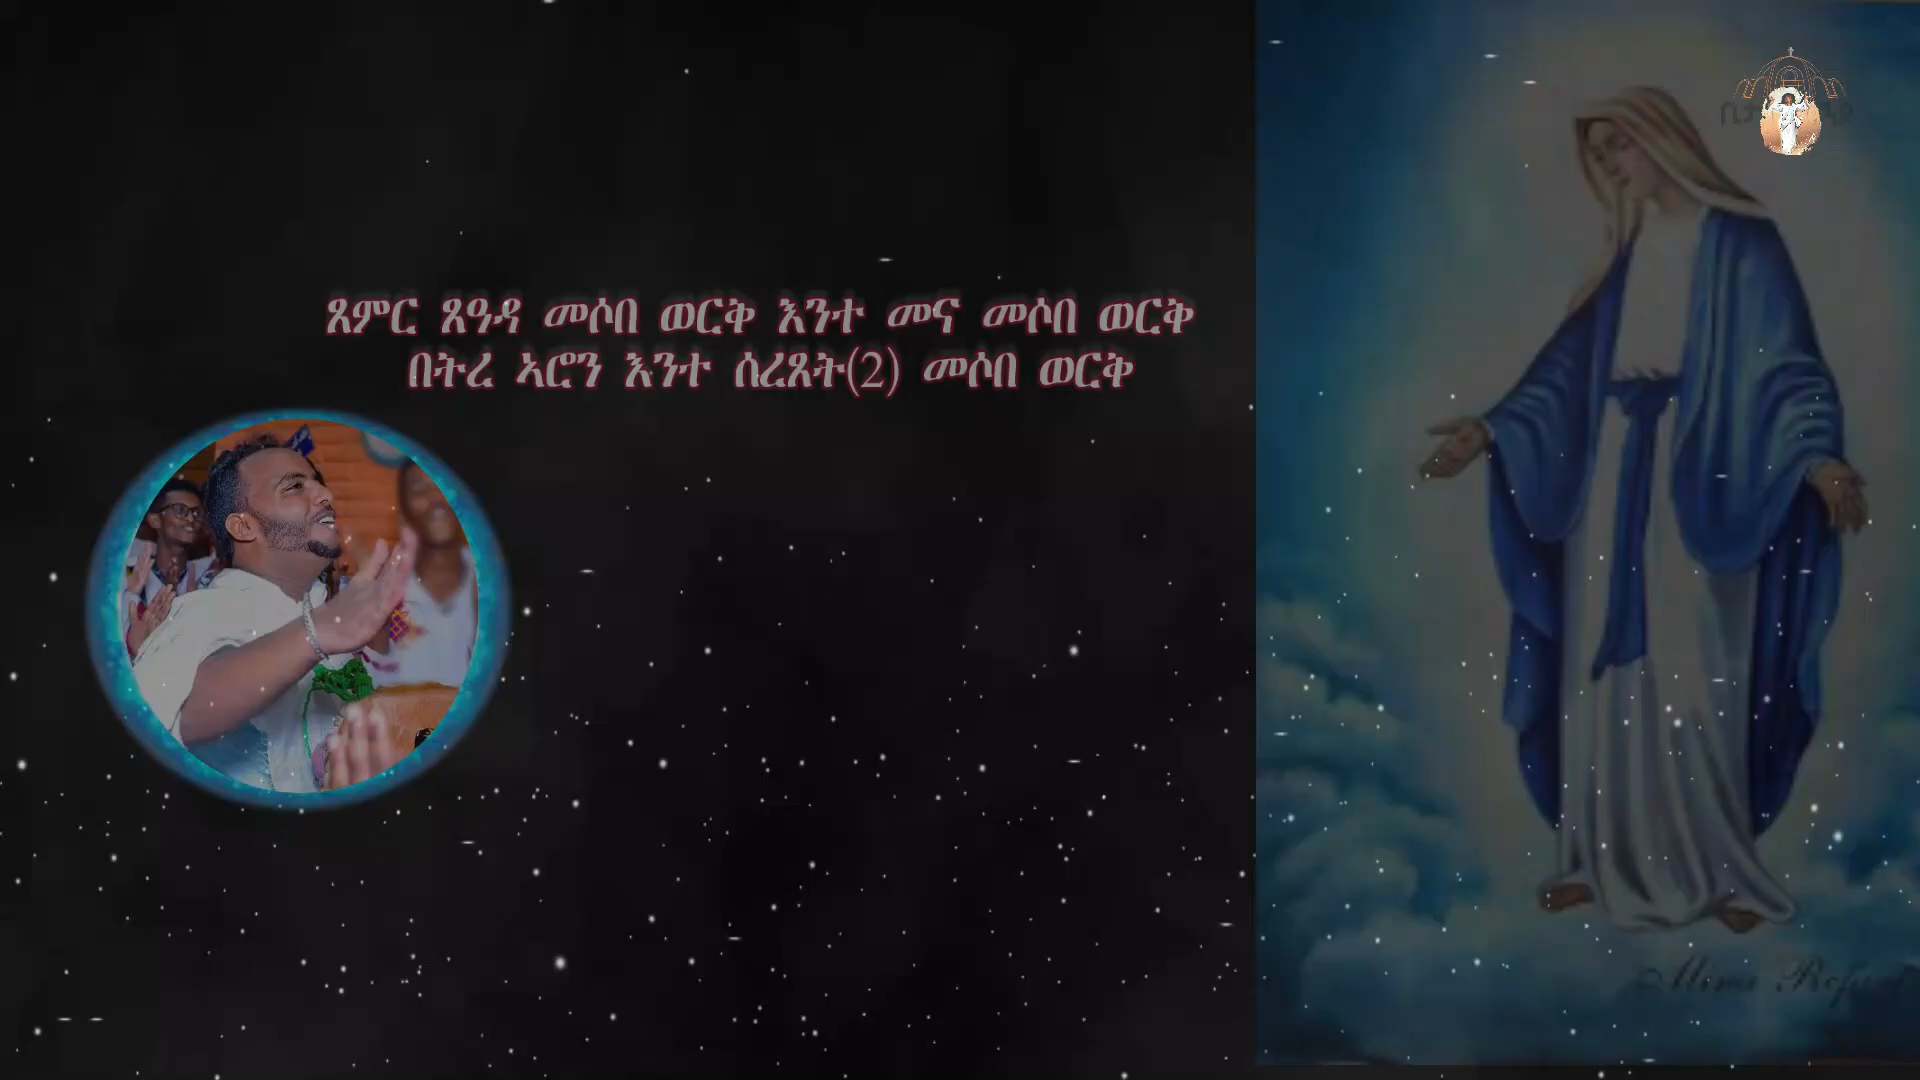 ጸምር ጸዓዳ መሶበ ወርቅ እንተ መና መሶበ ወርቅ
በትረ ኣሮን እንተ ሰረጸት(2) መሶበ ወርቅ